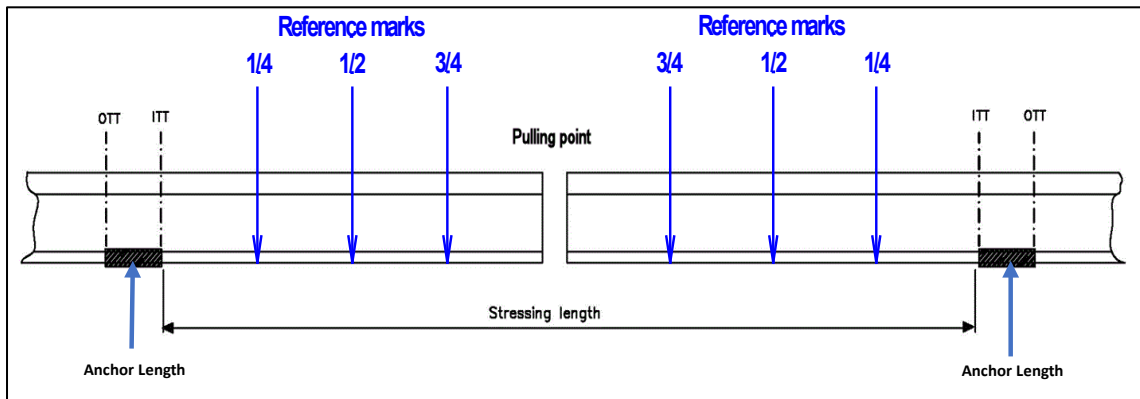 Reference marks
Reference marks
1/4
1/2
3/4
3/4
1/2
1/4
OTT
ITT
ITT
OTT
Pulling point
Stressing length
Anchor Length
Anchor Length